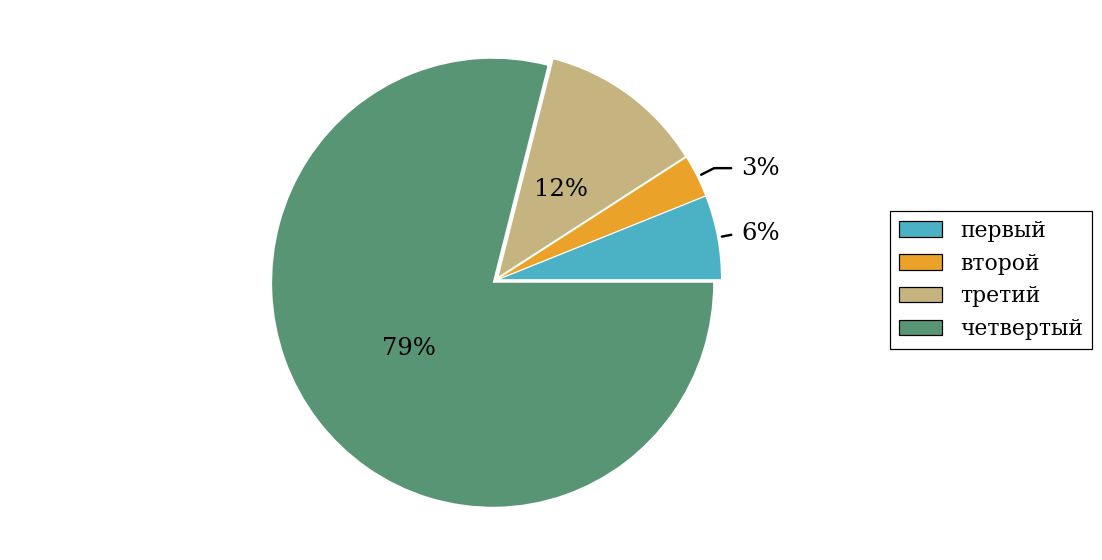 3%
12%
6%
79%
первый
второй
третий
четвертый